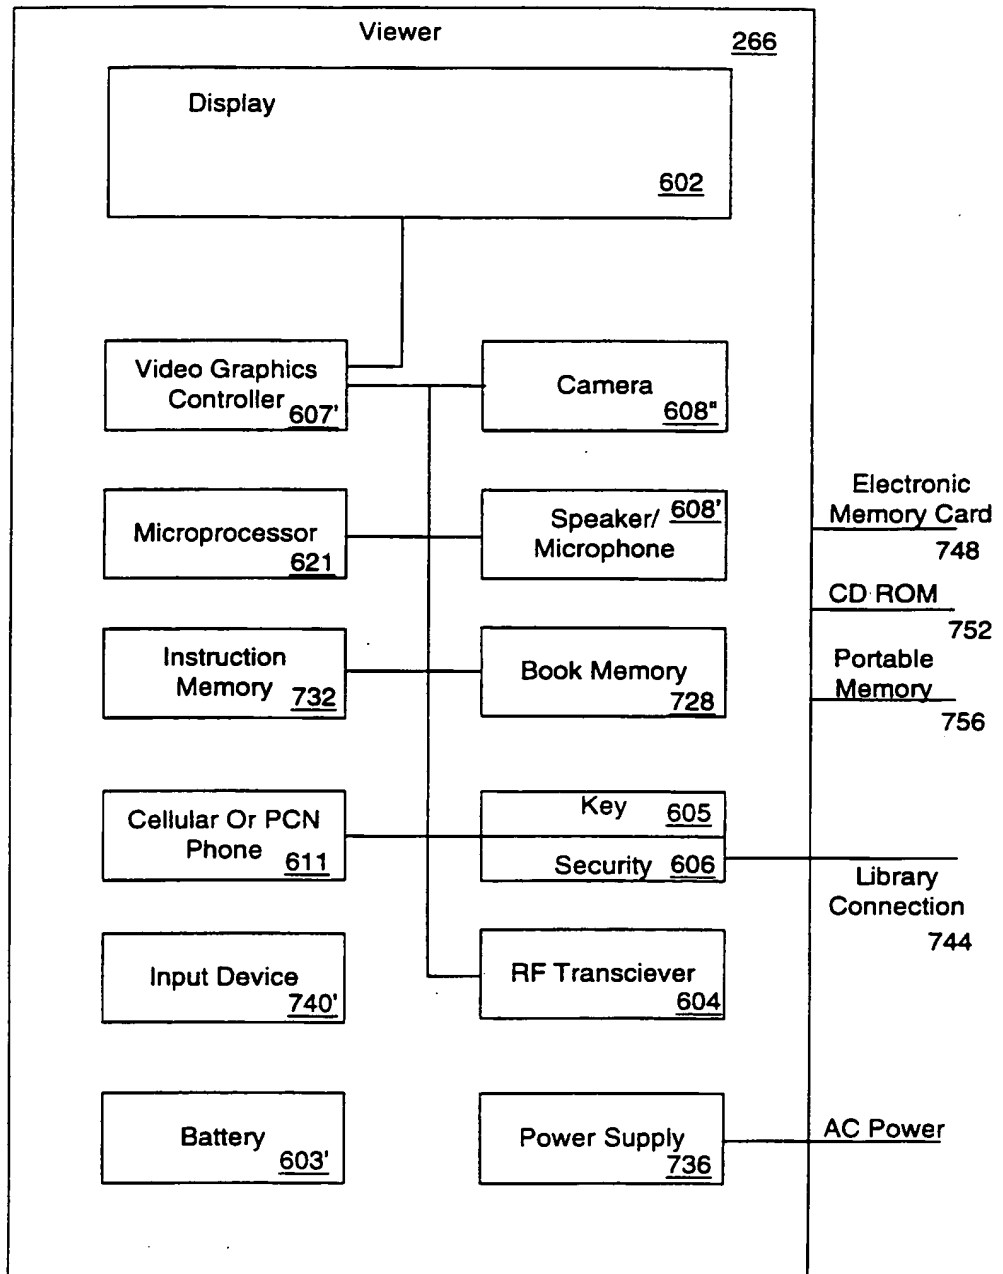 Viewer
266
Display
602
Video Graphics
Controller
607'
Camera
608"
Microprocessor
621
Speaker/
Microphone
608'
Electronic
Memory Card
748
CD ROM
752
Instruction
Memory
732
Book Memory
728
Portable
Memory
756
Cellular Or PCN
Phone
611
Key
605
Security
606
Library
Connection
744
Input Device
740'
RF Transciever
604
Battery
603'
Power Supply
736
AC Power